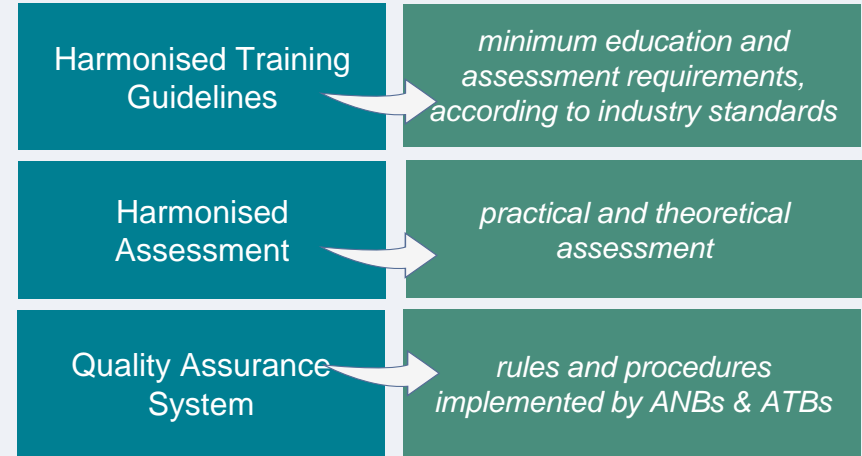 Harmonised Training
Guidelines
minimum education and
assessment requirements,
according to industry standards
Harmonised
Assessment
practical and theoretical
assessment
Quality Assurance
System
rules and procedures
implemented by ANBs & ATBs